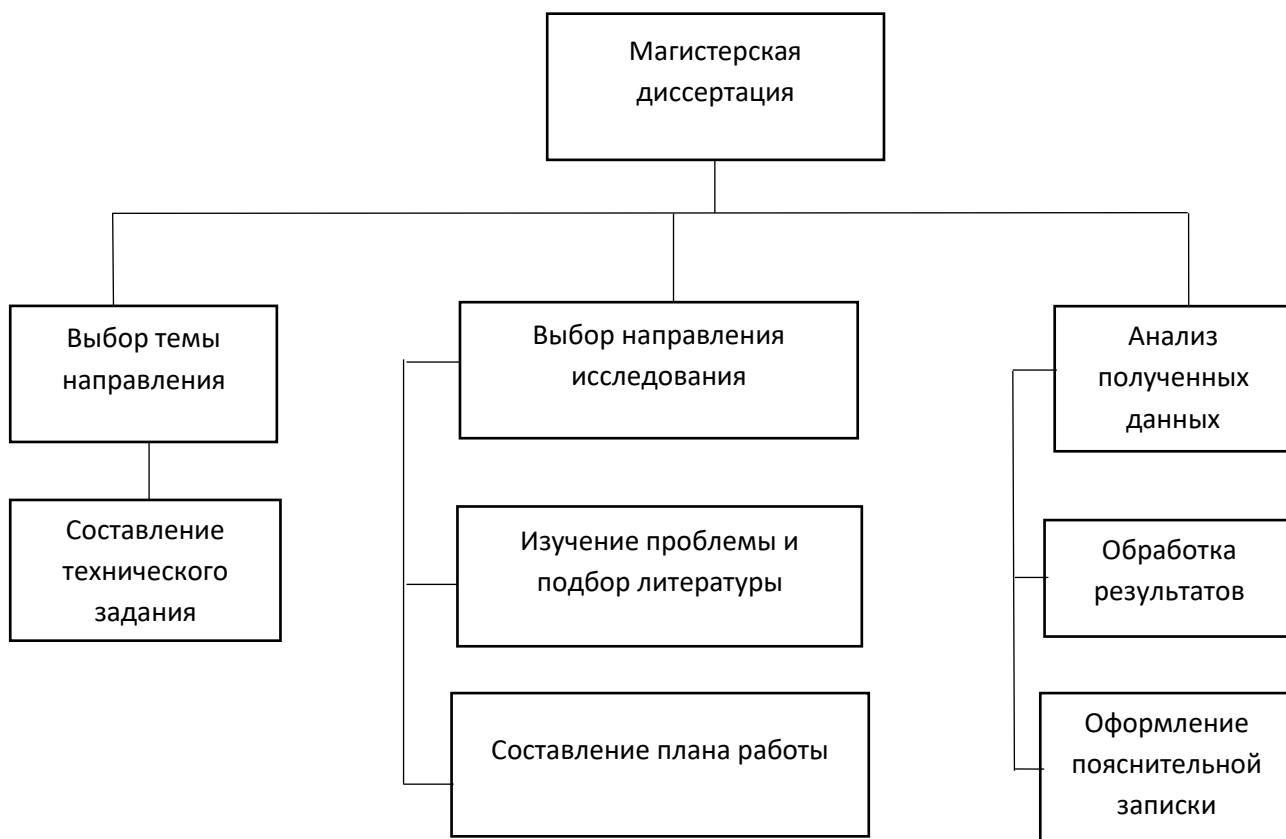 Магистерская
диссертация
Выбор темы
направления
Составление
технического
задания
Выбор направления
исследования
Изучение проблемы и
подбор литературы
Составление плана работы
Анализ
полученных
данных
Обработка
результатов
Оформление
пояснительной
записки